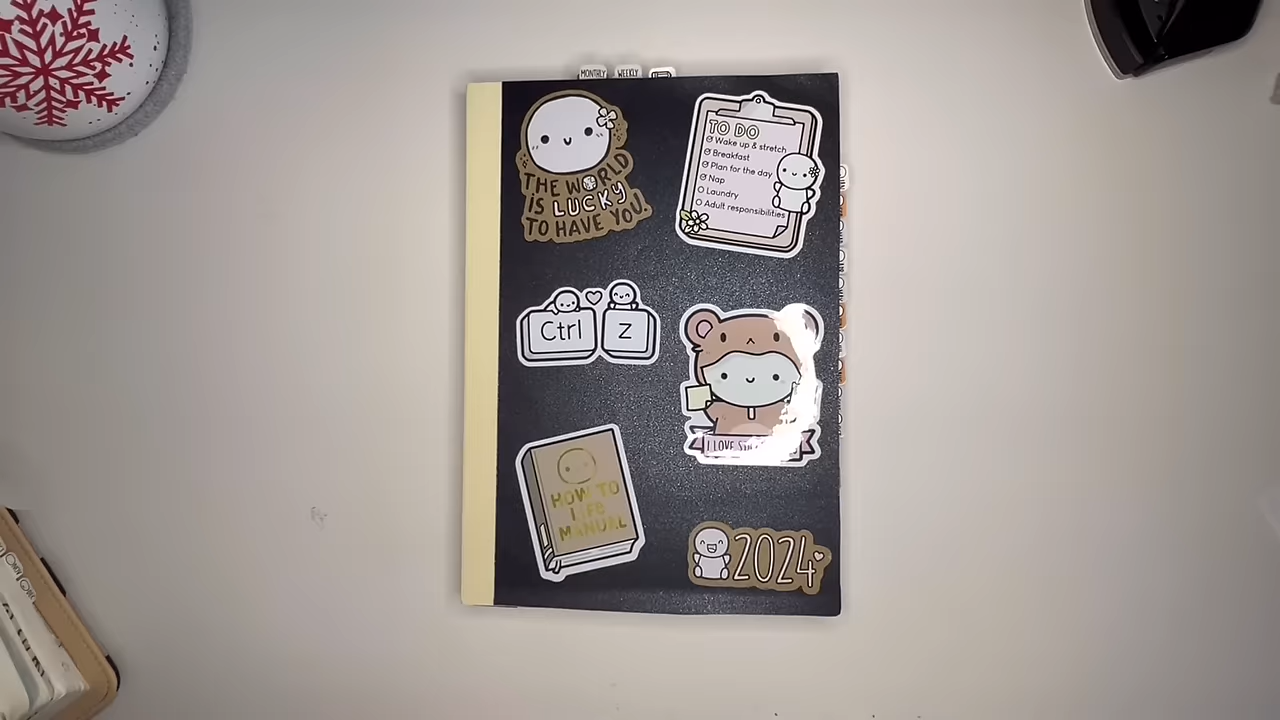 MONTHLY
WEEKLY
THE WORLD
IS LUCKY
TO HAVE YOU.
TO DO
Wake up & stretch
Breakfast
Plan for the day
Nap
Laundry
Adult responsibilities
Ctrl
Z
I LOVE
HOW TO
LIFE
MANUAL
2024